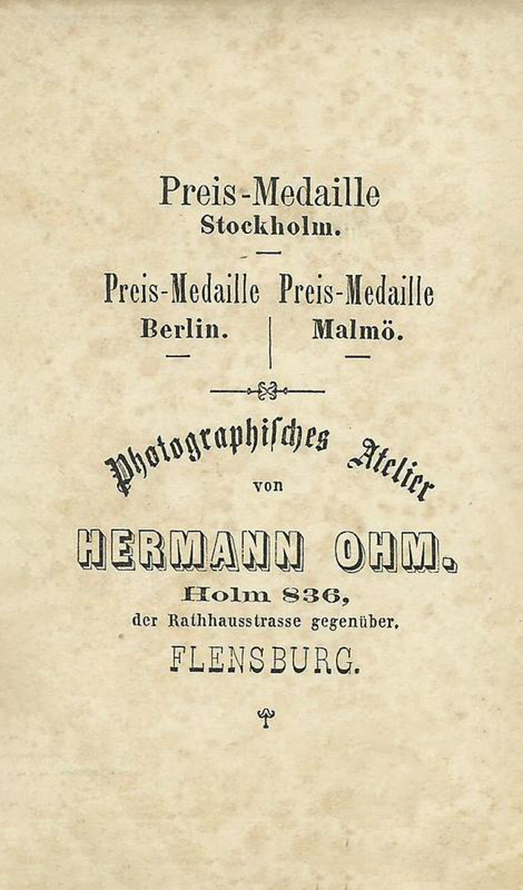 Preis-Medaille
Stockholm.
Preis-Medaille Preis-Medaille
Berlin. Malmö.
Photographiſches Atelier
von
HERMANN OHM.
Holm 836,
der Rathhausstrasse gegenüber.
FLENSBURG.